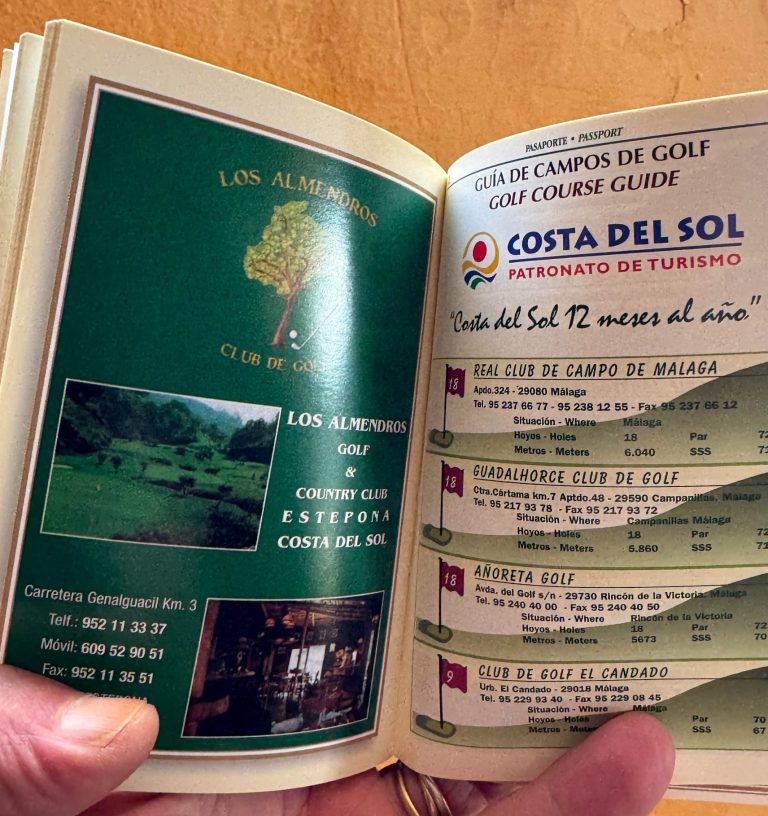 LOS ALMENDROS
CLUB DE
LOS ALMENDROS
GOLF
&
COUNTRY CLUB
ESTEPONA
COSTA DEL SOL
Carretera Genalguacil Km. 3
Telf.: 952 11 33 37
Móvil: 609 52 90 51
Fax: 952 11 35 51
PASAPORTE • PASSPORT
GUÍA DE CAMPOS DE GOLF
GOLF COURSE GUIDE
COSTA DEL SOL
PATRONATO DE TURISMO
"Costa del Sol 12 meses al año"
18 REAL CLUB DE CAMPO DE MALAGA
Apdo.324 - 29080 Málaga
Tel. 95 237 66 77 - 95 238 12 55 - Fax 95 237 66 12
Situación - Where Málaga
Hoyos - Holes 18 Par 72
Metros - Meters 6.040 SSS
18 GUADALHORCE CLUB DE GOLF
Ctra.Cártama km.7 Aptdo.48 - 29590 Campanillas, Málaga
Tel. 95 217 93 78 - Fax 95 217 93 72
Situación - Where Campanillas Málaga
Hoyos - Holes 18 Par 72
Metros - Meters 5.860 SSS 71
18 AÑORETA GOLF
Avda. del Golf s/n - 29730 Rincón de la Victoria, Málaga
Tel. 95 240 40 00 - Fax 95 240 40 50
Situación - Where Rincón de la Victoria
Hoyos - Holes 18 Par 72
Metros - Meters 5673 SSS 70
9 CLUB DE GOLF EL CANDADO
Urb. El Candado - 29018 Málaga
Tel. 95 229 93 40 - Fax 95 229 08 45
Situación - Where Málaga
Hoyos - Holes Par 70
Metros - Meters SSS 67